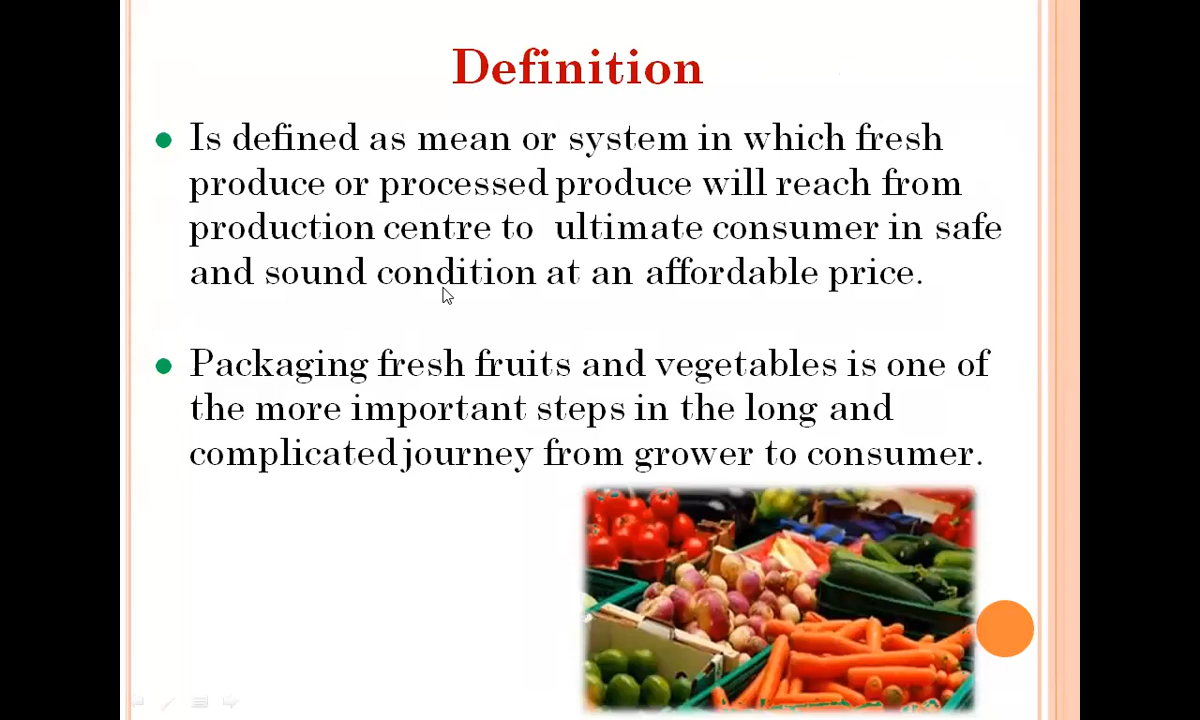 Definition
Is defined as mean or system in which fresh
produce or processed produce will reach from
production centre to ultimate consumer in safe
and sound condition at an affordable price.
Packaging fresh fruits and vegetables is one of
the more important steps in the long and
complicated journey from grower to consumer.